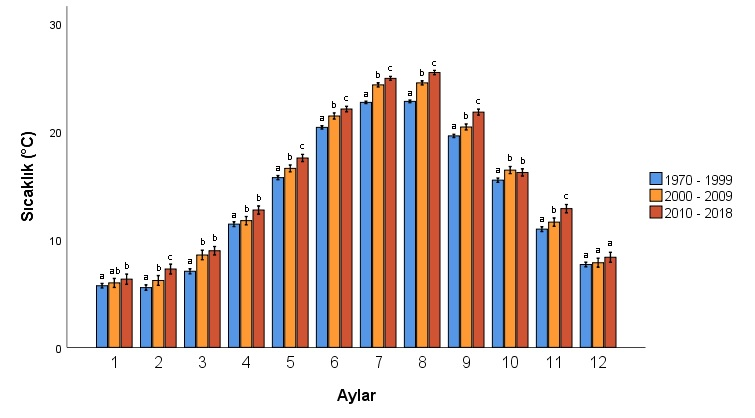 30
20
10
0
Sıcaklık (°C)
a ab b
a b c
a b b
a b b
a b c
a b c
a b c
a b c
a b c
a b b
a b c
a a a
1 2 3 4 5 6 7 8 9 10 11 12
Aylar
1970 - 1999
2000 - 2009
2010 - 2018